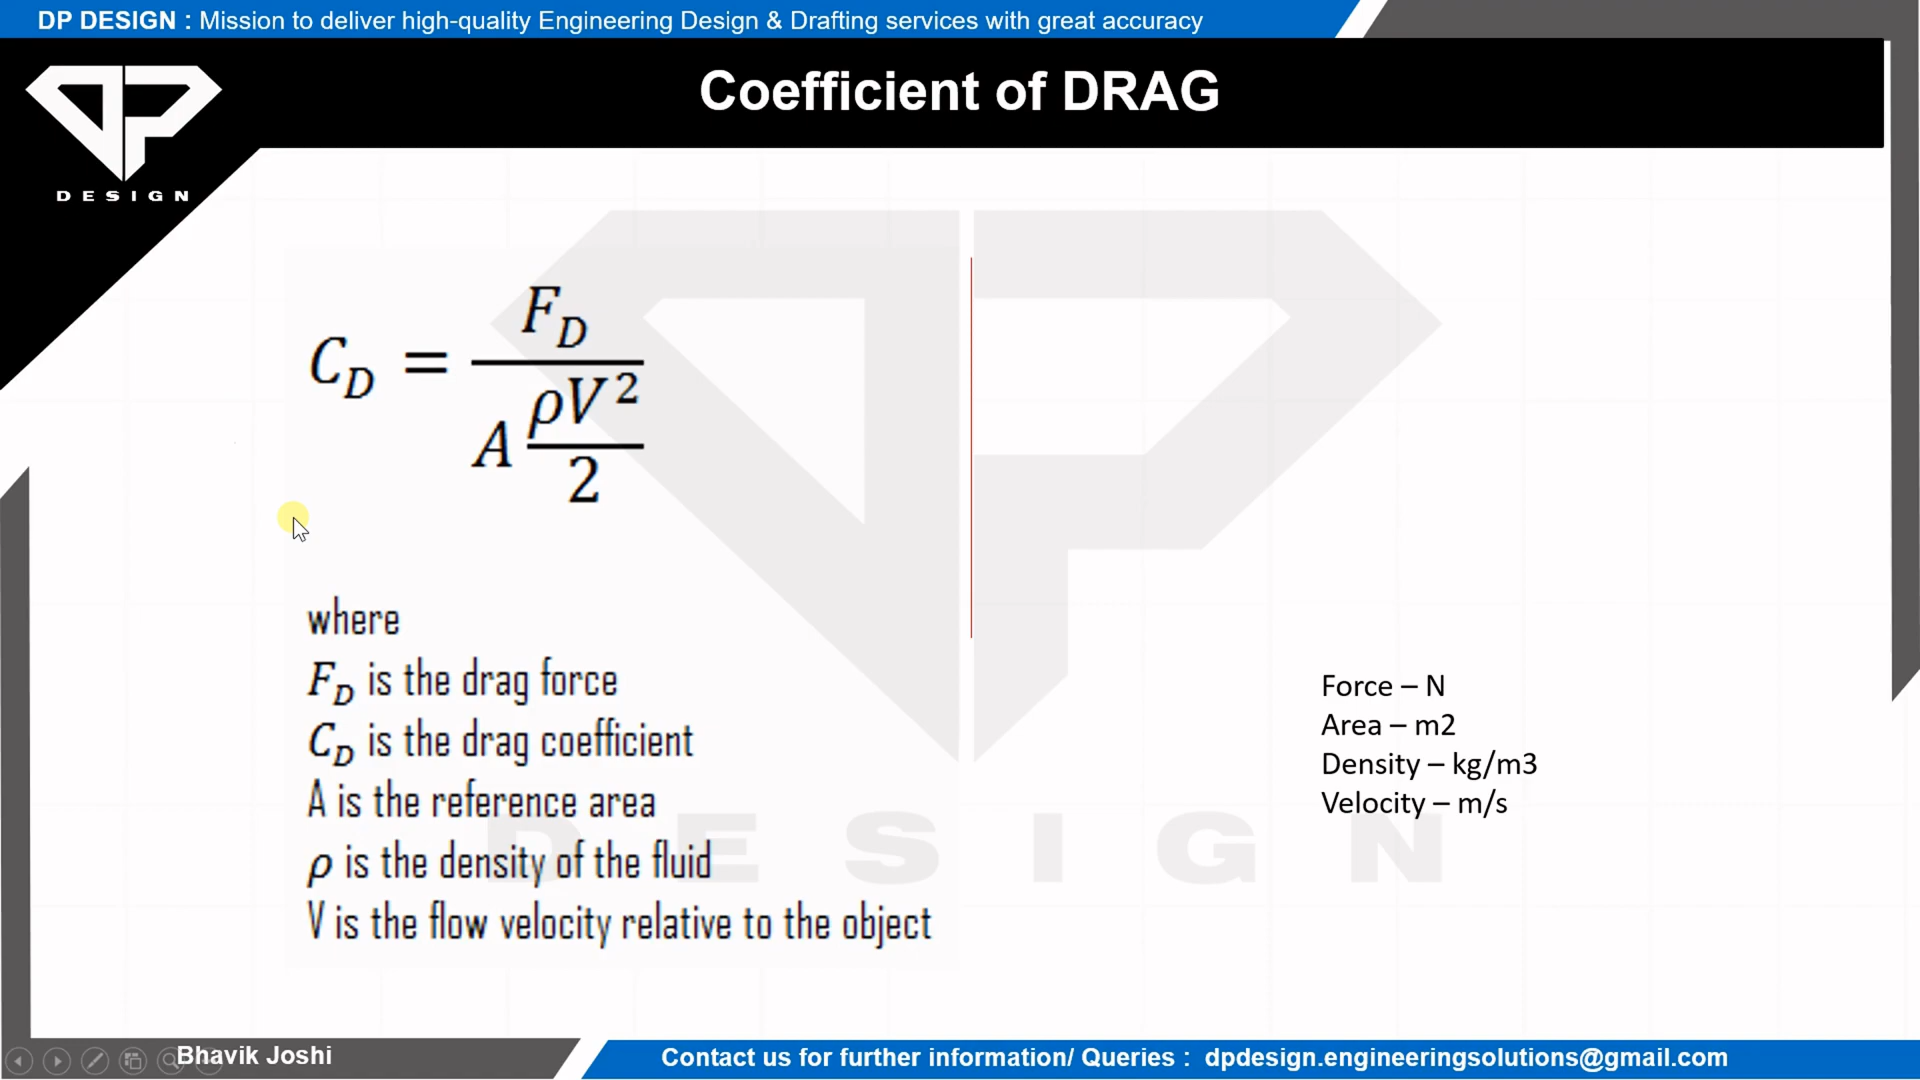 DP DESIGN : Mission to deliver high-quality Engineering Design & Drafting services with great accuracy
DP
DESIGN
Coefficient of DRAG
C_D = F_D / (A ρV² / 2)
where
F_D is the drag force
C_D is the drag coefficient
A is the reference area
ρ is the density of the fluid
V is the flow velocity relative to the object
Force – N
Area – m2
Density – kg/m3
Velocity – m/s
DP
DESIGN
Bhavik Joshi
Contact us for further information/ Queries : dpdesign.engineeringsolutions@gmail.com